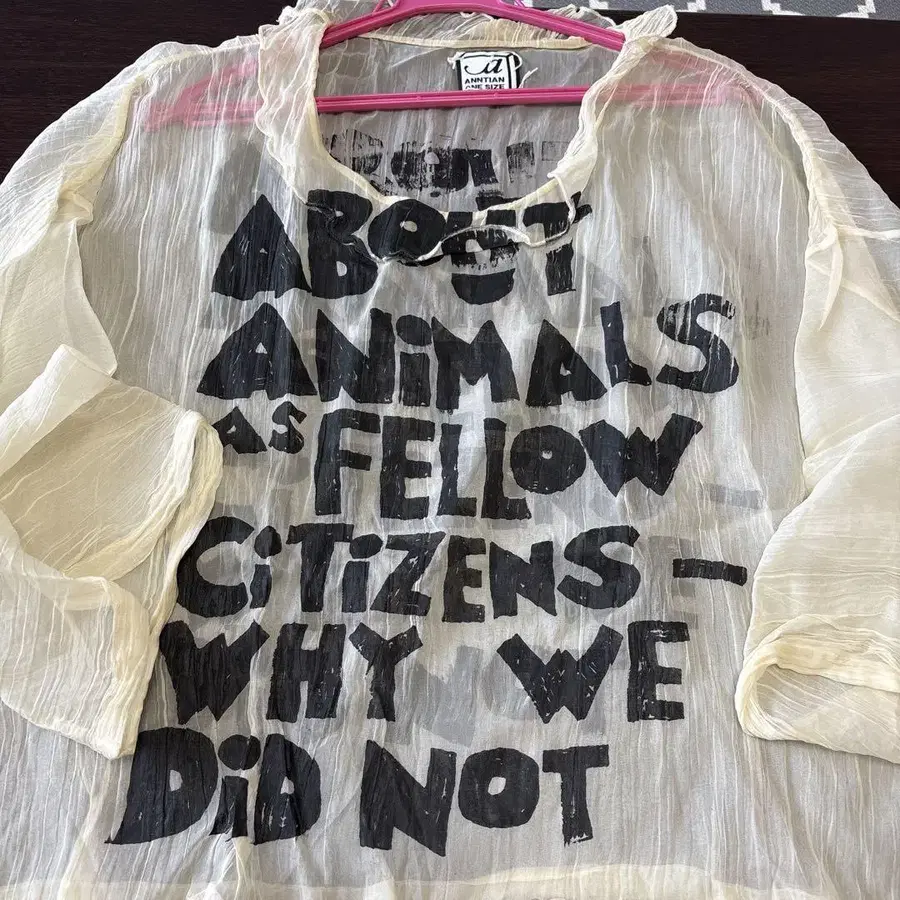 a
ANNTIAN
ONE SIZE
ABOUT
ANiMALS
AS FELLOW
CiTiZENS —
WHY WE
DiD NOT